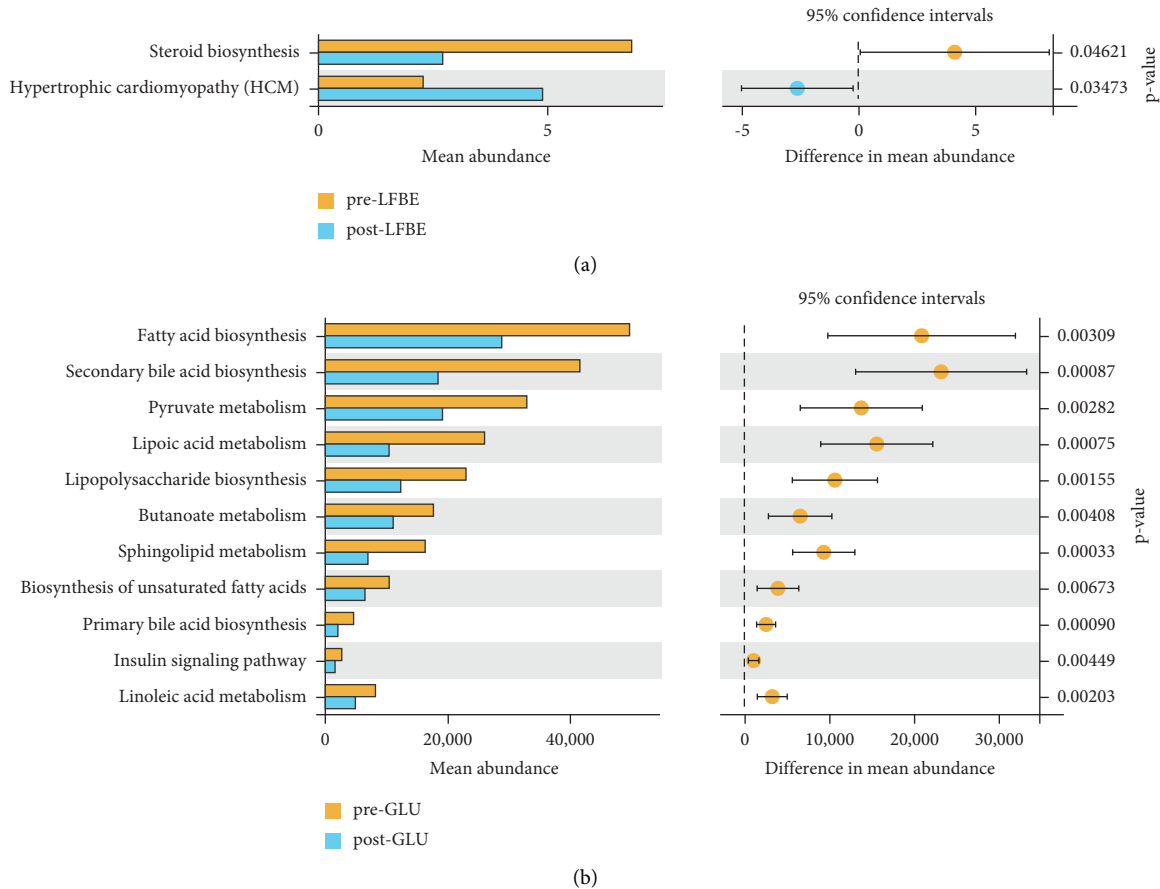 95% confidence intervals
Steroid biosynthesis
0.04621
Hypertrophic cardiomyopathy (HCM)
0.03473
p-value
0
5
-5
0
5
Mean abundance
Difference in mean abundance
pre-LFBE
post-LFBE
(a)
95% confidence intervals
Fatty acid biosynthesis
0.00309
Secondary bile acid biosynthesis
0.00087
Pyruvate metabolism
0.00282
Lipoic acid metabolism
0.00075
Lipopolysaccharide biosynthesis
0.00155
Butanoate metabolism
0.00408
Sphingolipid metabolism
0.00033
Biosynthesis of unsaturated fatty acids
0.00673
Primary bile acid biosynthesis
0.00090
Insulin signaling pathway
0.00449
Linoleic acid metabolism
0.00203
p-value
0
20,000
40,000
0
10,000
20,000
30,000
Mean abundance
Difference in mean abundance
pre-GLU
post-GLU
(b)